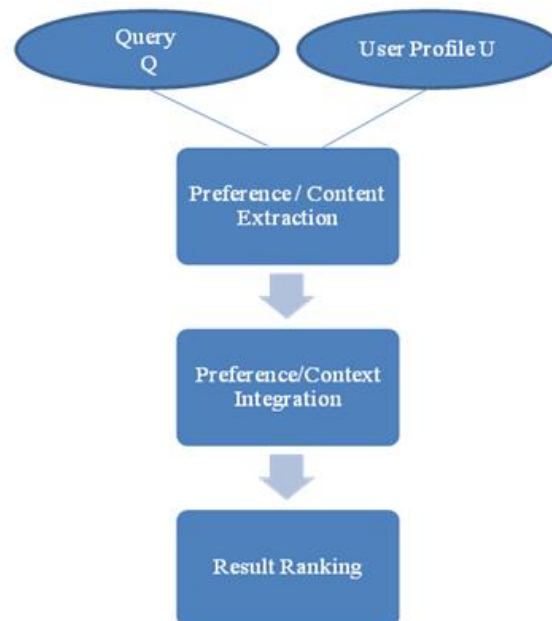 Query
Q
User Profile U
Preference / Content
Extraction
Preference/Context
Integration
Result Ranking